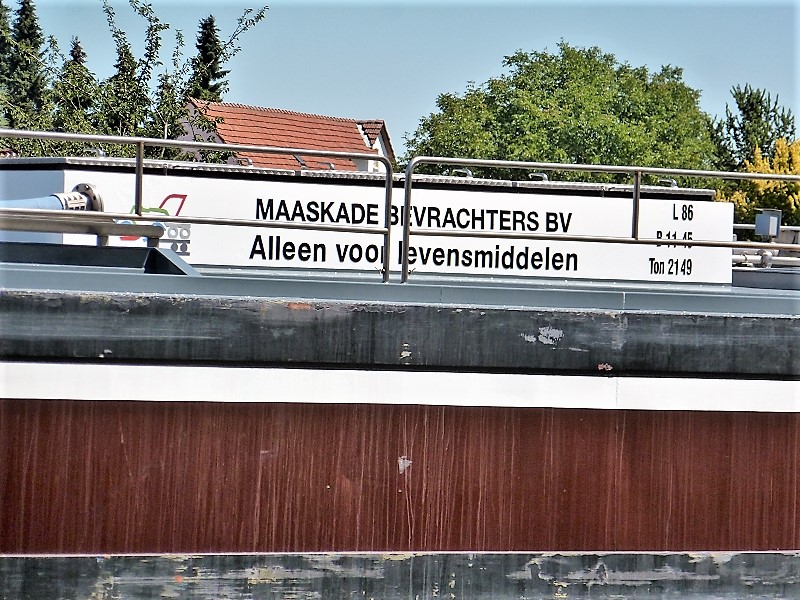 MAASKADE BEVRACHTERS BV
Alleen voor levensmiddelen
L 86
B 11.45
Ton 2149